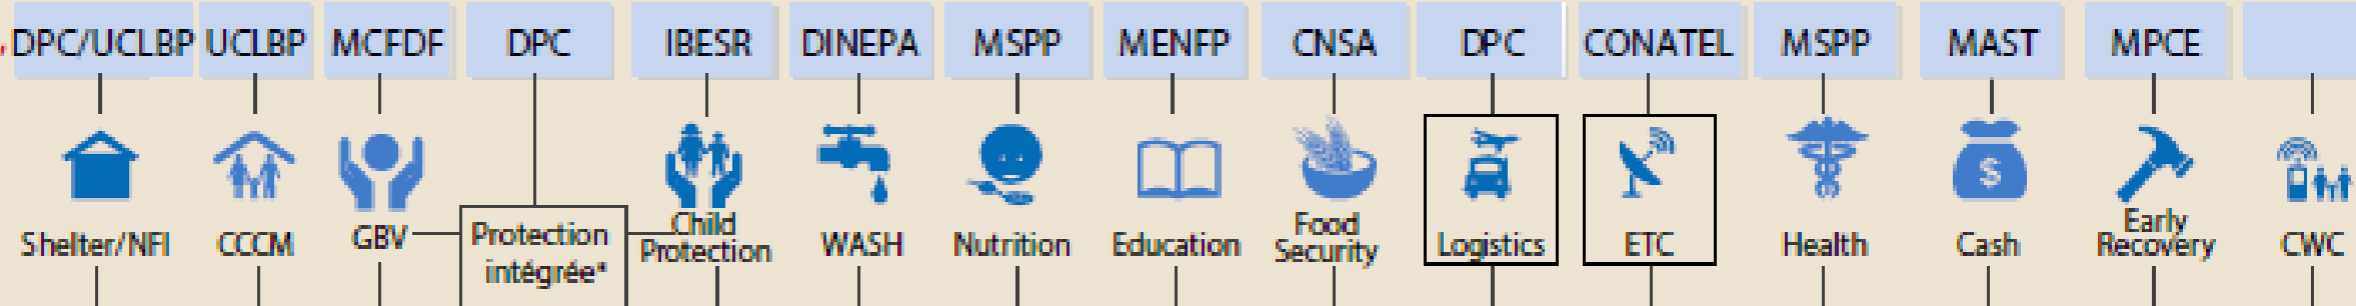 DPC/UCLBP UCLBP MCFDF DPC IBESR DINEPA MSPP MENFP CNSA DPC CONATEL MSPP MAST MPCE
Shelter/NFI
CCCM
GBV
Protection
intégrée*
Child
Protection
WASH
Nutrition
Education
Food
Security
Logistics
ETC
Health
$
Cash
Early
Recovery
CWC